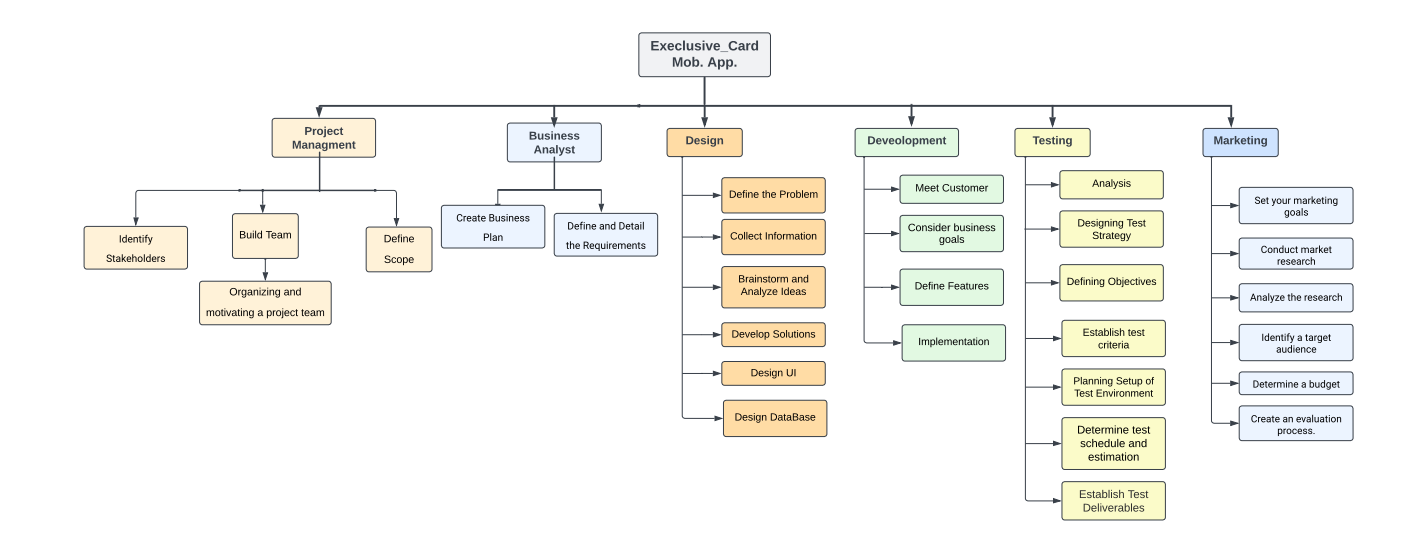 Execlusive_Card
Mob. App.
Project
Managment
Identify
Stakeholders
Build Team
Organizing and
motivating a project team
Define
Scope
Business
Analyst
Create Business
Plan
Define and Detail
the Requirements
Design
Define the Problem
Collect Information
Brainstorm and
Analyze Ideas
Develop Solutions
Design UI
Design DataBase
Deveolopment
Meet Customer
Consider business
goals
Define Features
Implementation
Testing
Analysis
Designing Test
Strategy
Defining Objectives
Establish test
criteria
Planning Setup of
Test Environment
Determine test
schedule and
estimation
Establish Test
Deliverables
Marketing
Set your marketing
goals
Conduct market
research
Analyze the research
Identify a target
audience
Determine a budget
Create an evaluation
process.